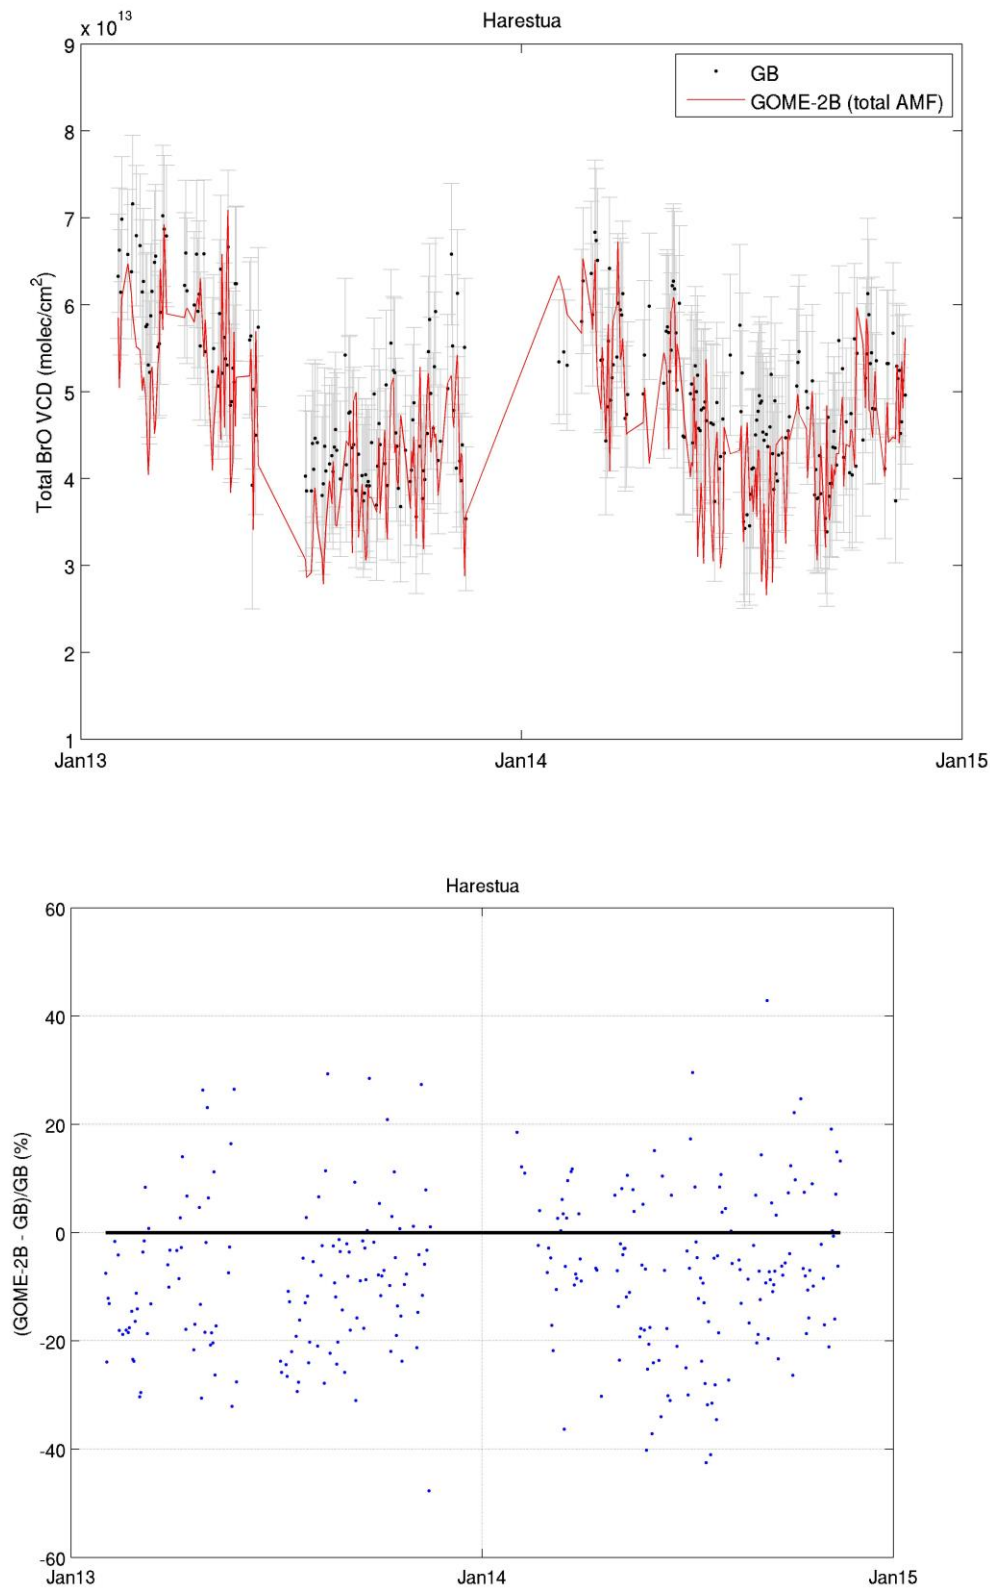 x 10^13
Harestua
9
8
7
6
5
4
3
2
1
Total BrO VCD (molec/cm^2)
GB
GOME-2B (total AMF)
Jan13
Jan14
Jan15
Harestua
60
40
20
0
-20
-40
-60
(GOME-2B - GB)/GB (%)
Jan13
Jan14
Jan15